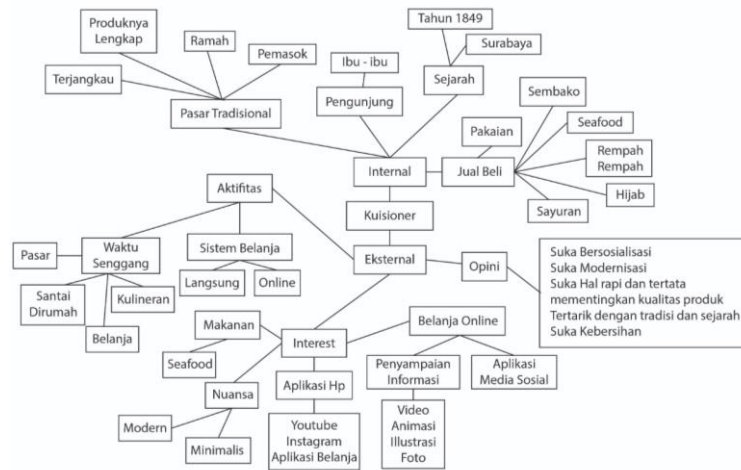 Produknya
Lengkap
Ramah
Pemasok
Terjangkau
Pasar Tradisional
Ibu - ibu
Pengunjung
Tahun 1849
Surabaya
Sejarah
Sembako
Seafood
Pakaian
Rempah
Rempah
Internal
Jual Beli
Hijab
Sayuran
Aktifitas
Kuisioner
Waktu
Senggang
Pasar
Sistem Belanja
Eksternal
Opini
Langsung
Online
Santai
Dirumah
Kulineran
Belanja
Suka Bersosialisasi
Suka Modernisasi
Suka Hal rapi dan tertata
mementingkan kualitas produk
Tertarik dengan tradisi dan sejarah
Suka Kebersihan
Makanan
Interest
Belanja Online
Seafood
Aplikasi Hp
Penyampaian
Informasi
Aplikasi
Media Sosial
Nuansa
Modern
Minimalis
Youtube
Instagram
Aplikasi Belanja
Video
Animasi
Illustrasi
Foto